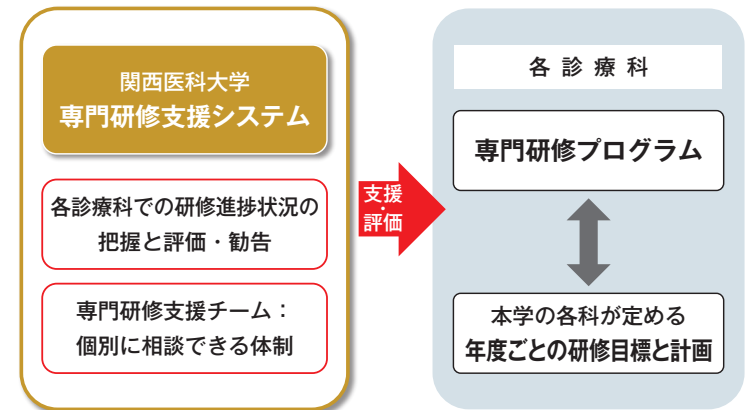 関西医科大学
専門研修支援システム
各診療科での研修進捗状況の
把握と評価・勧告
専門研修支援チーム：
個別に相談できる体制
支援
・
評価
各診療科
専門研修プログラム
本学の各科が定める
年度ごとの研修目標と計画